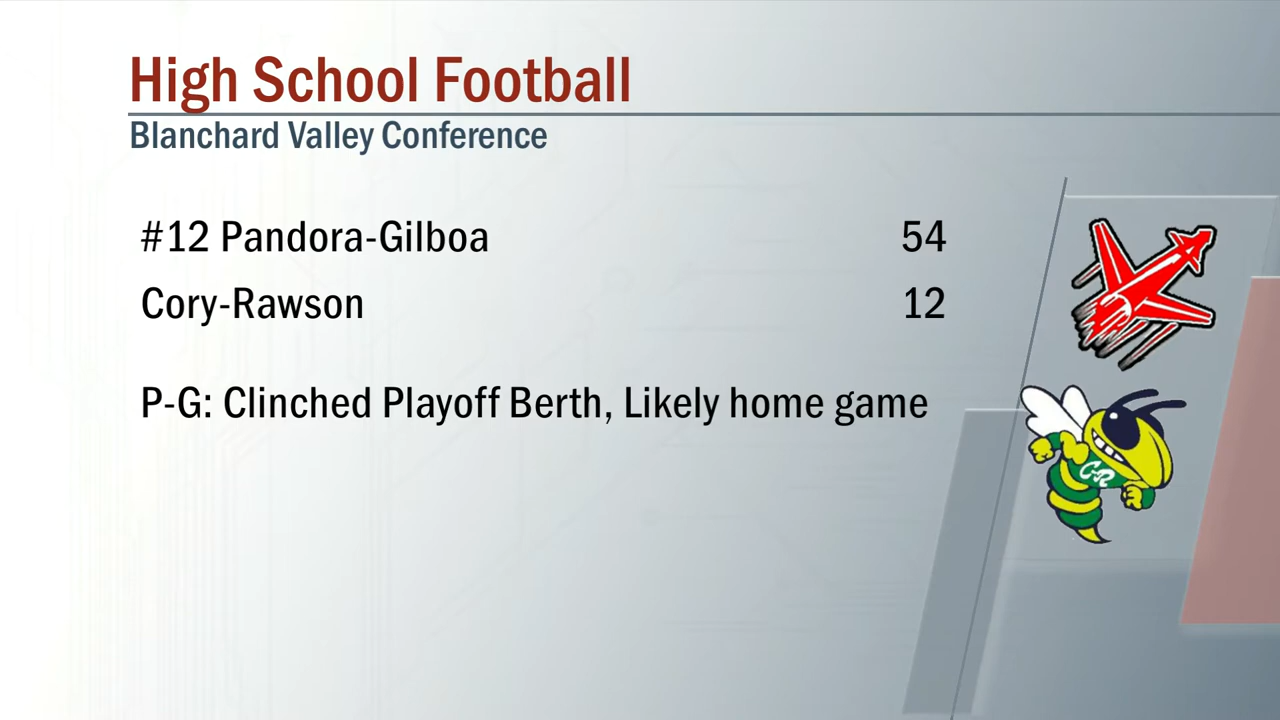 High School Football
Blanchard Valley Conference
#12 Pandora-Gilboa 54
Cory-Rawson 12
P-G: Clinched Playoff Berth, Likely home game
C-R